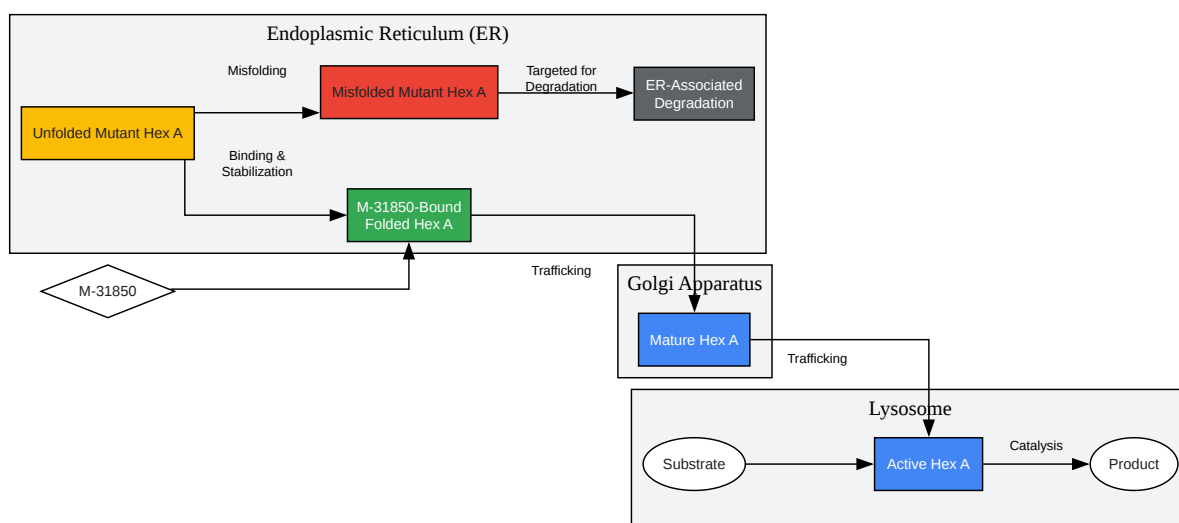 Endoplasmic Reticulum (ER)
Misfolding
Misfolded Mutant Hex A
Targeted for
Degradation
ER-Associated
Degradation
Unfolded Mutant Hex A
Binding &
Stabilization
M-31850-Bound
Folded Hex A
M-31850
Trafficking
Golgi Apparatus
Mature Hex A
Trafficking
Lysosome
Substrate
Active Hex A
Catalysis
Product